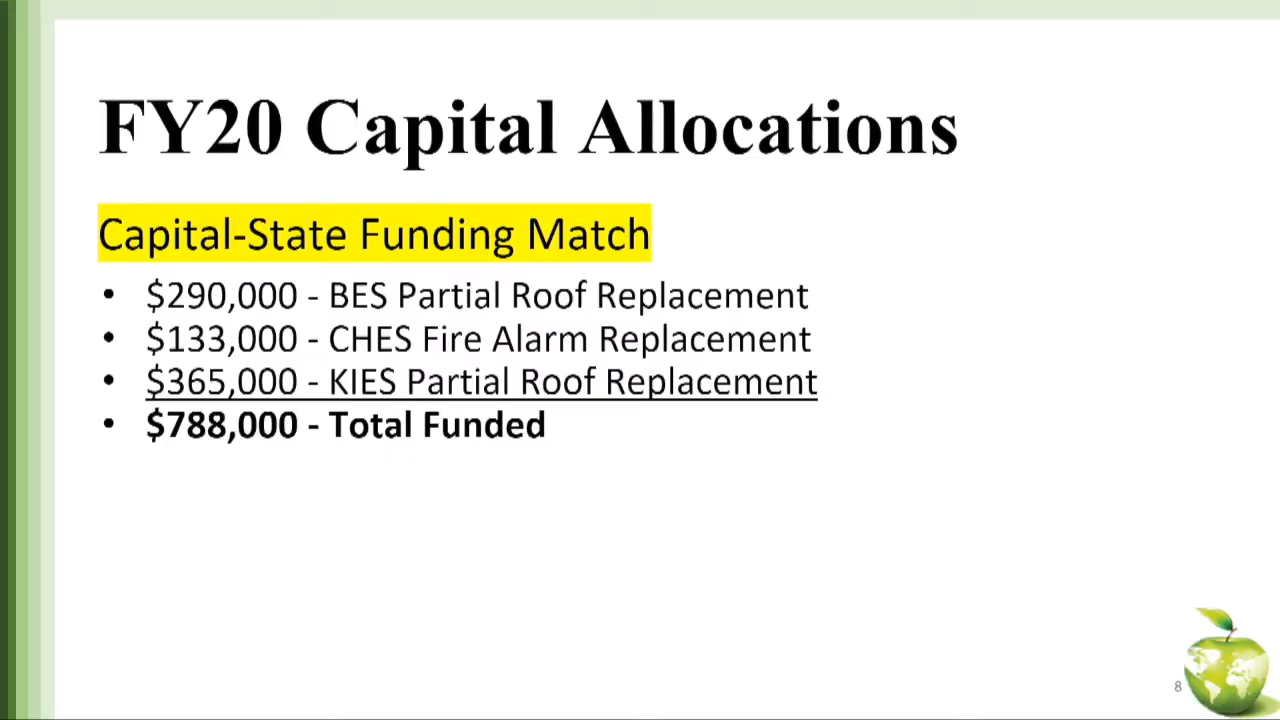 FY20 Capital Allocations
Capital-State Funding Match
• $290,000 - BES Partial Roof Replacement
• $133,000 - CHES Fire Alarm Replacement
• $365,000 - KIES Partial Roof Replacement
• $788,000 - Total Funded
8